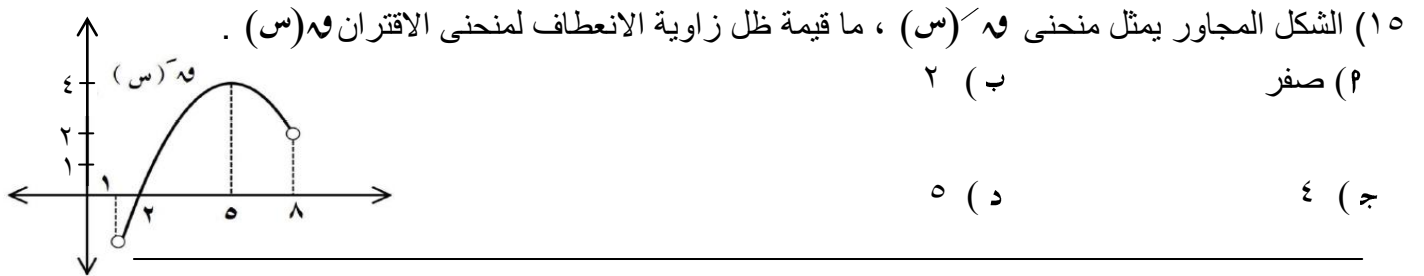 ١٥) الشكل المجاور يمثل منحنى ق َ(س) ، ما قيمة ظل زاوية الانعطاف لمنحنى الاقتران ق(س) .
أ) صفر ب ) ٢
ج ) ٤ د ) ٥
ق َ(س)
٤
٢
١
١ ٢ ٥ ٨